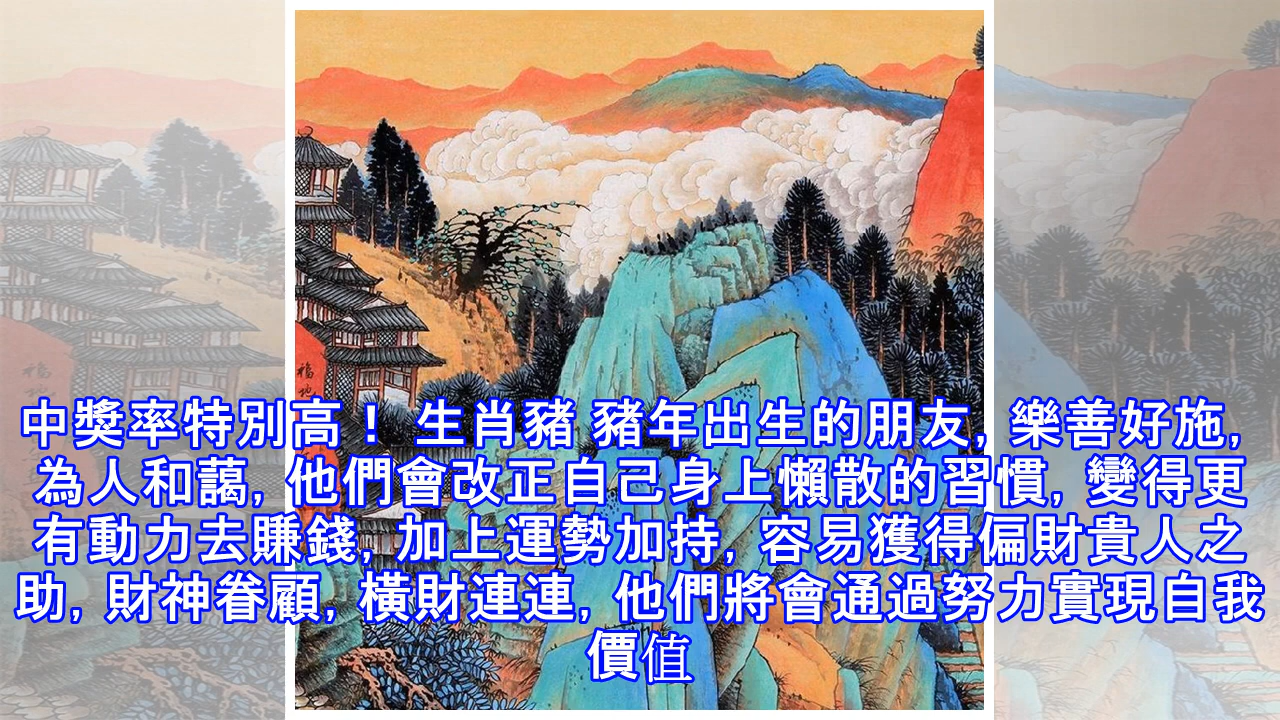 福地
中獎率特別高！ 生肖豬 豬年出生的朋友, 樂善好施,
為人和藹, 他們會改正自己身上懶散的習慣, 變得更
有動力去賺錢, 加上運勢加持, 容易獲得偏財貴人之
助, 財神眷顧, 橫財連連, 他們將會通過努力實現自我
價值